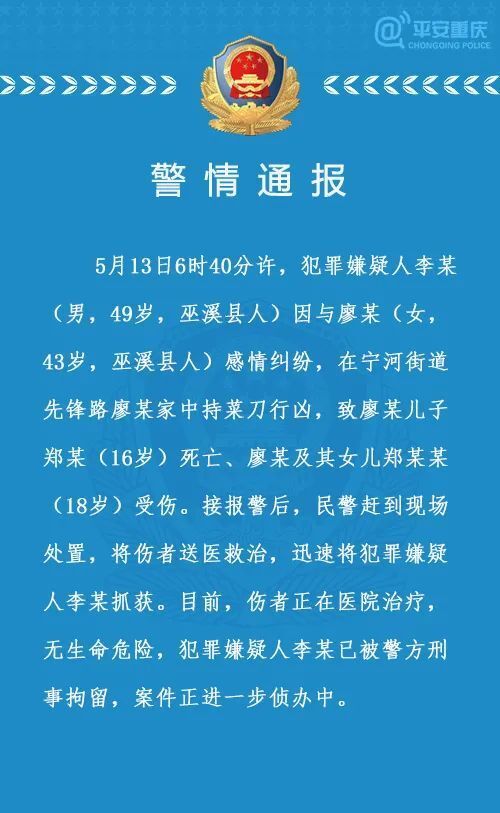 平安重庆
CHONGQING POLICE
警情通报
5月13日6时40分许，犯罪嫌疑人李某
（男，49岁，巫溪县人）因与廖某（女，
43岁，巫溪县人）感情纠纷，在宁河街道
先锋路廖某家中持菜刀行凶，致廖某儿子
郑某（16岁）死亡、廖某及其女儿郑某某
（18岁）受伤。接报警后，民警赶到现场
处置，将伤者送医救治，迅速将犯罪嫌疑
人李某抓获。目前，伤者正在医院治疗，
无生命危险，犯罪嫌疑人李某已被警方刑
事拘留，案件正进一步侦办中。